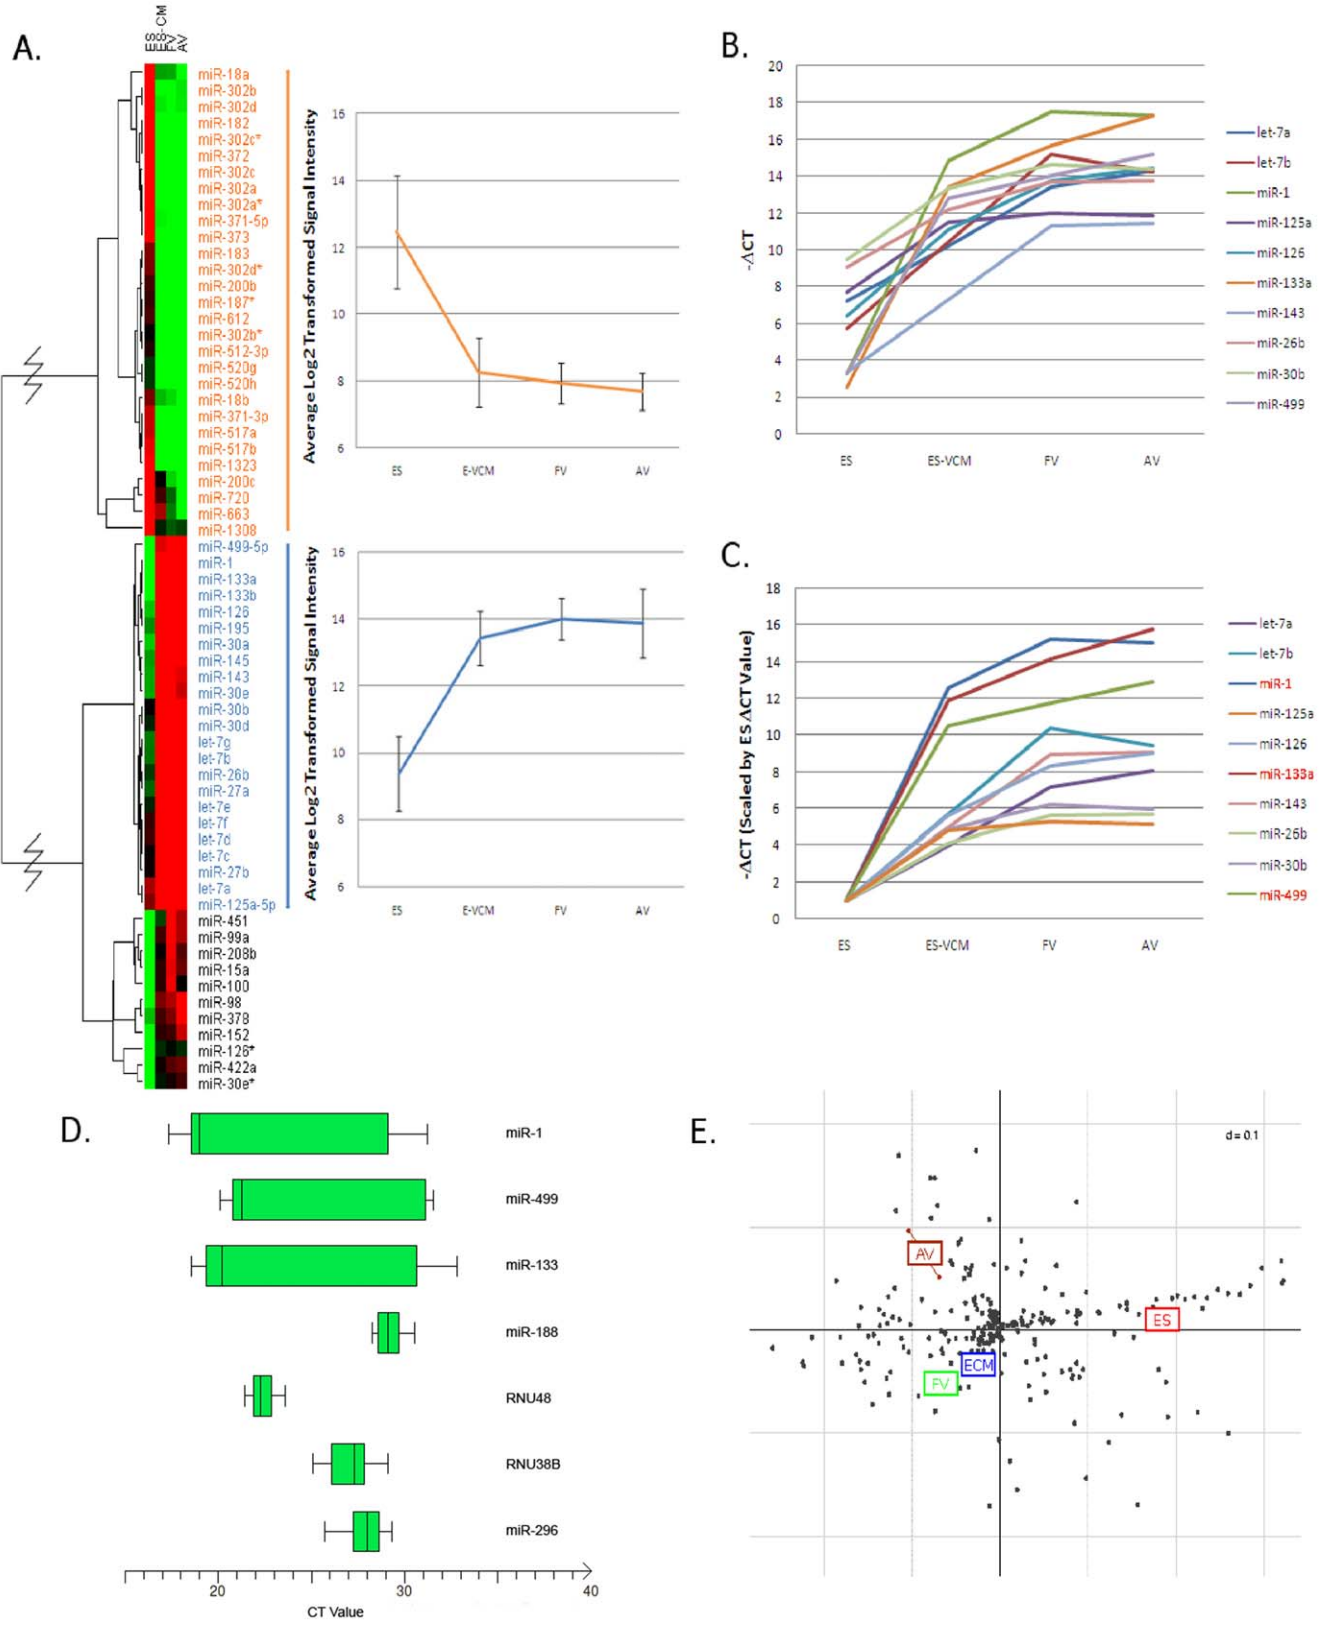 A.
ES
ES-CM
FV
AV
miR-18a
miR-302b
miR-302d
miR-182
miR-302c*
miR-372
miR-302c
miR-302a
miR-302a*
miR-371-5p
miR-373
miR-183
miR-302d*
miR-200b
miR-187*
miR-612
miR-302b*
miR-512-3p
miR-520g
miR-520h
miR-18b
miR-371-3p
miR-517a
miR-517b
miR-1323
miR-200c
miR-720
miR-663
miR-1308
miR-499-5p
miR-1
miR-133a
miR-133b
miR-126
miR-195
miR-30a
miR-145
miR-143
miR-30e
miR-30b
miR-30d
let-7g
let-7b
miR-26b
miR-27a
let-7e
let-7f
let-7d
let-7c
miR-27b
let-7a
miR-125a-5p
miR-451
miR-99a
miR-208b
miR-15a
miR-100
miR-98
miR-378
miR-152
miR-126*
miR-422a
miR-30e*
Average Log2 Transformed Signal Intensity
16
14
12
10
8
6
ES E-VCM FV AV
Average Log2 Transformed Signal Intensity
16
14
12
10
8
6
ES E-VCM FV AV
B.
-ΔCT
20
18
16
14
12
10
8
6
4
2
0
ES ES-VCM FV AV
let-7a
let-7b
miR-1
miR-125a
miR-126
miR-133a
miR-143
miR-26b
miR-30b
miR-499
C.
-ΔCT (Scaled by ES ΔCT Value)
18
16
14
12
10
8
6
4
2
0
ES ES-VCM FV AV
let-7a
let-7b
miR-1
miR-125a
miR-126
miR-133a
miR-143
miR-26b
miR-30b
miR-499
D.
miR-1
miR-499
miR-133
miR-188
RNU48
RNU38B
miR-296
20 30 40
CT Value
E.
d = 0.1
AV
ES
ECM
FV